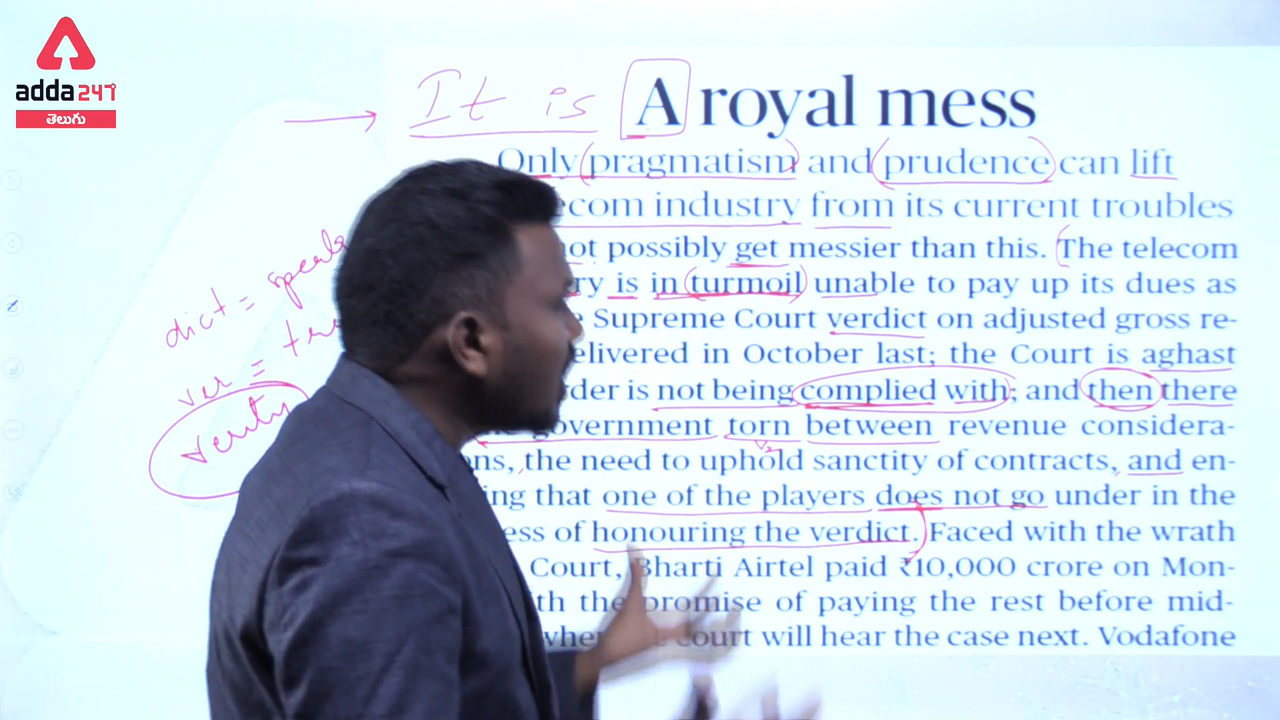 adda247
తెలుగు
It is A royal mess
Only pragmatism and prudence can lift
ecom industry from its current troubles
not possibly get messier than this. The telecom
ry is in turmoil unable to pay up its dues as
Supreme Court verdict on adjusted gross re-
elivered in October last; the Court is aghast
der is not being complied with; and then there
government torn between revenue considera-
ns, the need to uphold sanctity of contracts, and en-
ing that one of the players does not go under in the
ess of honouring the verdict. Faced with the wrath
Court, Bharti Airtel paid ₹10,000 crore on Mon-
th the promise of paying the rest before mid-
when court will hear the case next. Vodafone
dict = speak
ver = tru
verity